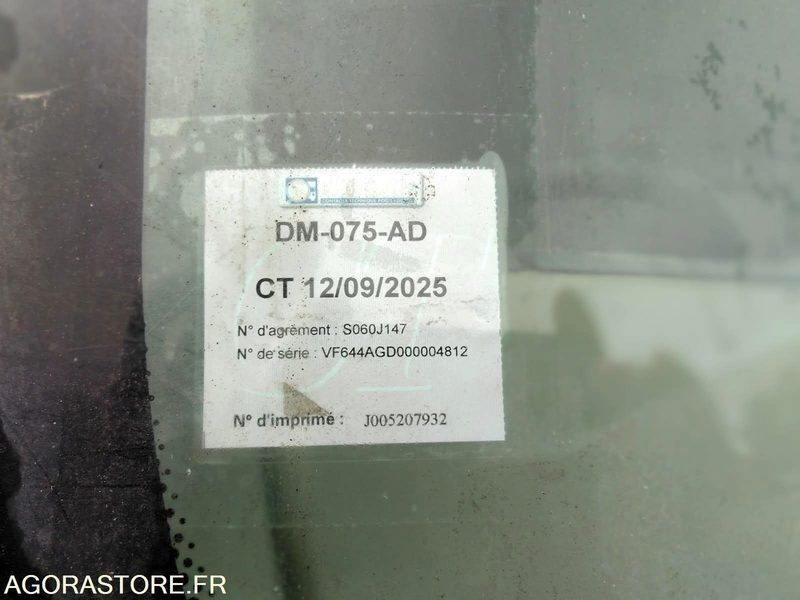 DM-075-AD
CT 12/09/2025
N° d'agrément : S060J147
N° de série : VF644AGD000004812
N° d'imprimé : J005207932
AGORASTORE.FR